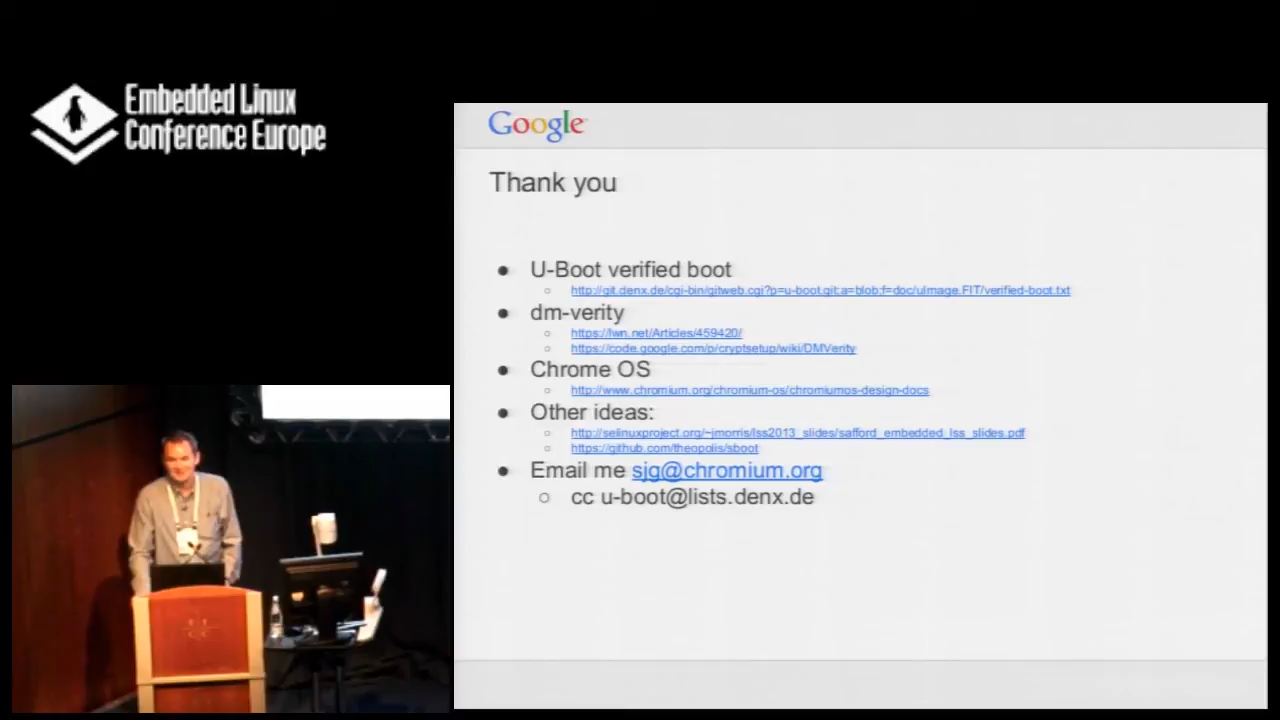 Embedded Linux
Conference Europe
Google
Thank you
● U-Boot verified boot
○ http://git.denx.de/cgi-bin/gitweb.cgi?p=u-boot.git;a=blob;f=doc/uImage.FIT/verified-boot.txt
● dm-verity
○ https://lwn.net/Articles/459420/
○ https://code.google.com/p/cryptsetup/wiki/DMVerity
● Chrome OS
○ http://www.chromium.org/chromium-os/chromiumos-design-docs
● Other ideas:
○ http://selinuxproject.org/~jmorris/lss2013_slides/safford_embedded_lss_slides.pdf
○ https://github.com/theopolis/sboot
● Email me sjg@chromium.org
○ cc u-boot@lists.denx.de